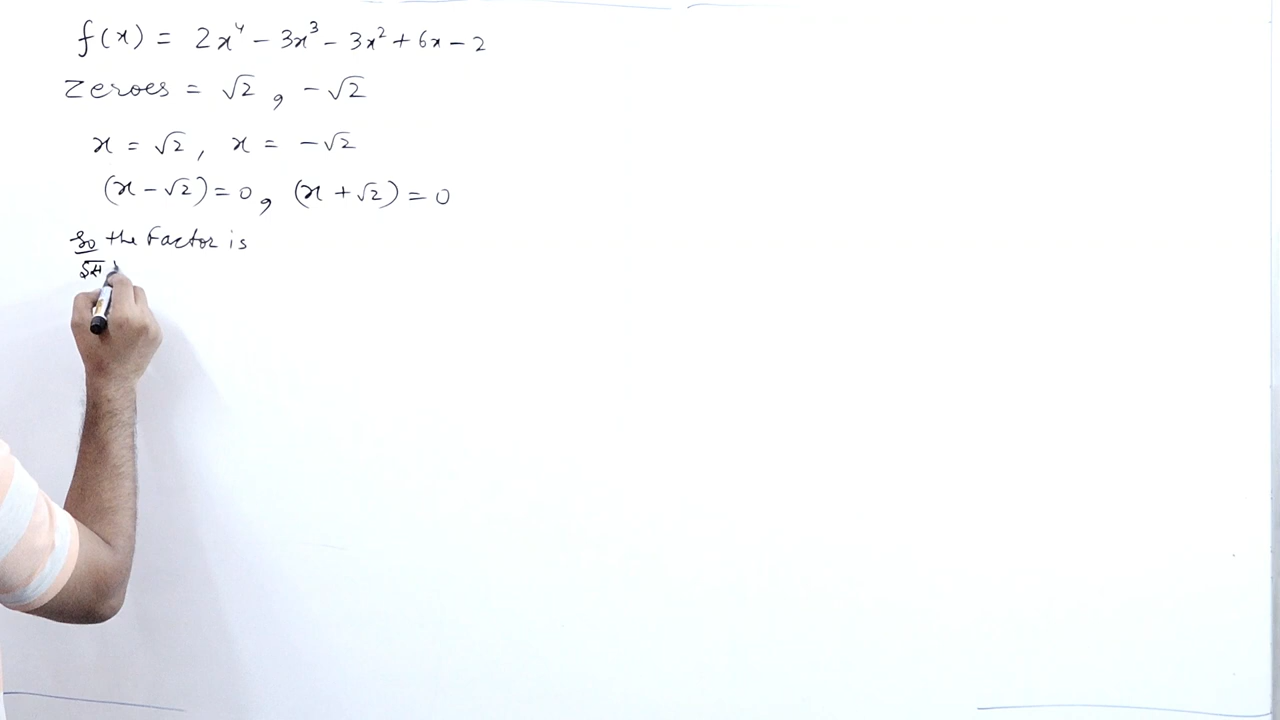 f(x) = 2x⁴ - 3x³ - 3x² + 6x - 2
Zeroes = √2 , - √2
x = √2 , x = - √2
(x - √2) = 0 , (x + √2) = 0
So the Factor is